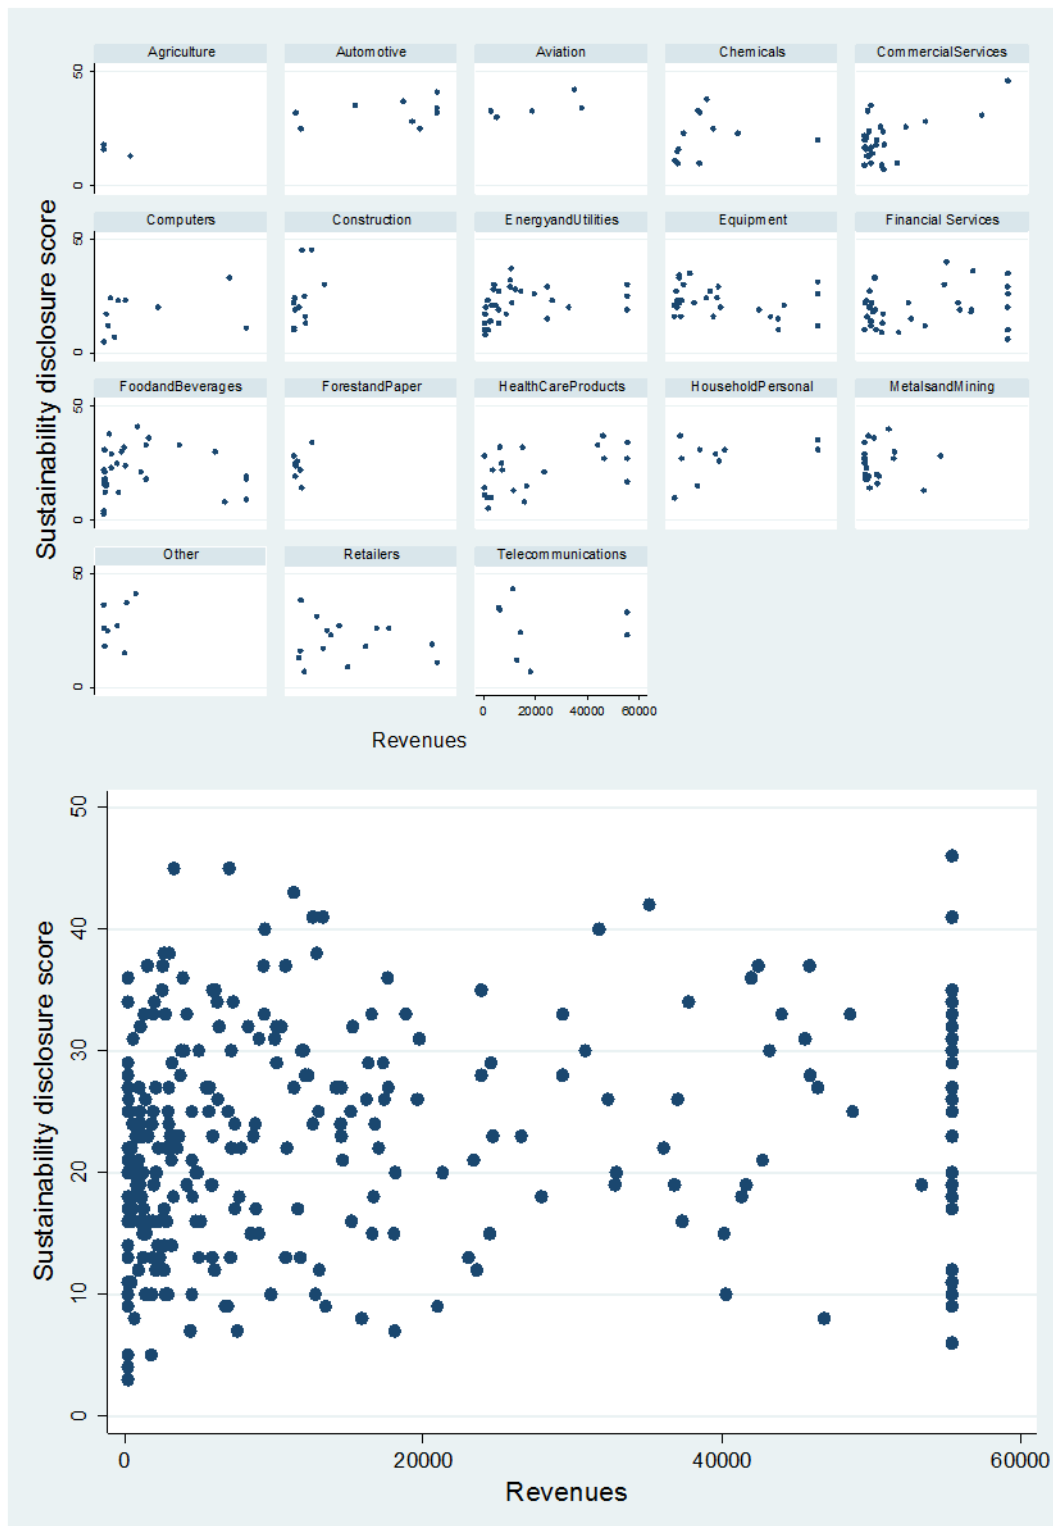 Agriculture Automotive Aviation Chemicals CommercialServices
50
0
Computers Construction EnergyandUtilities Equipment Financial Services
50
0
FoodandBeverages ForestandPaper HealthCareProducts HouseholdPersonal MetalsandMining
50
0
Other Retailers Telecommunications
50
0
0 20000 40000 60000
Sustainability disclosure score
Revenues
50
40
30
20
10
0
Sustainability disclosure score
0 20000 40000 60000
Revenues